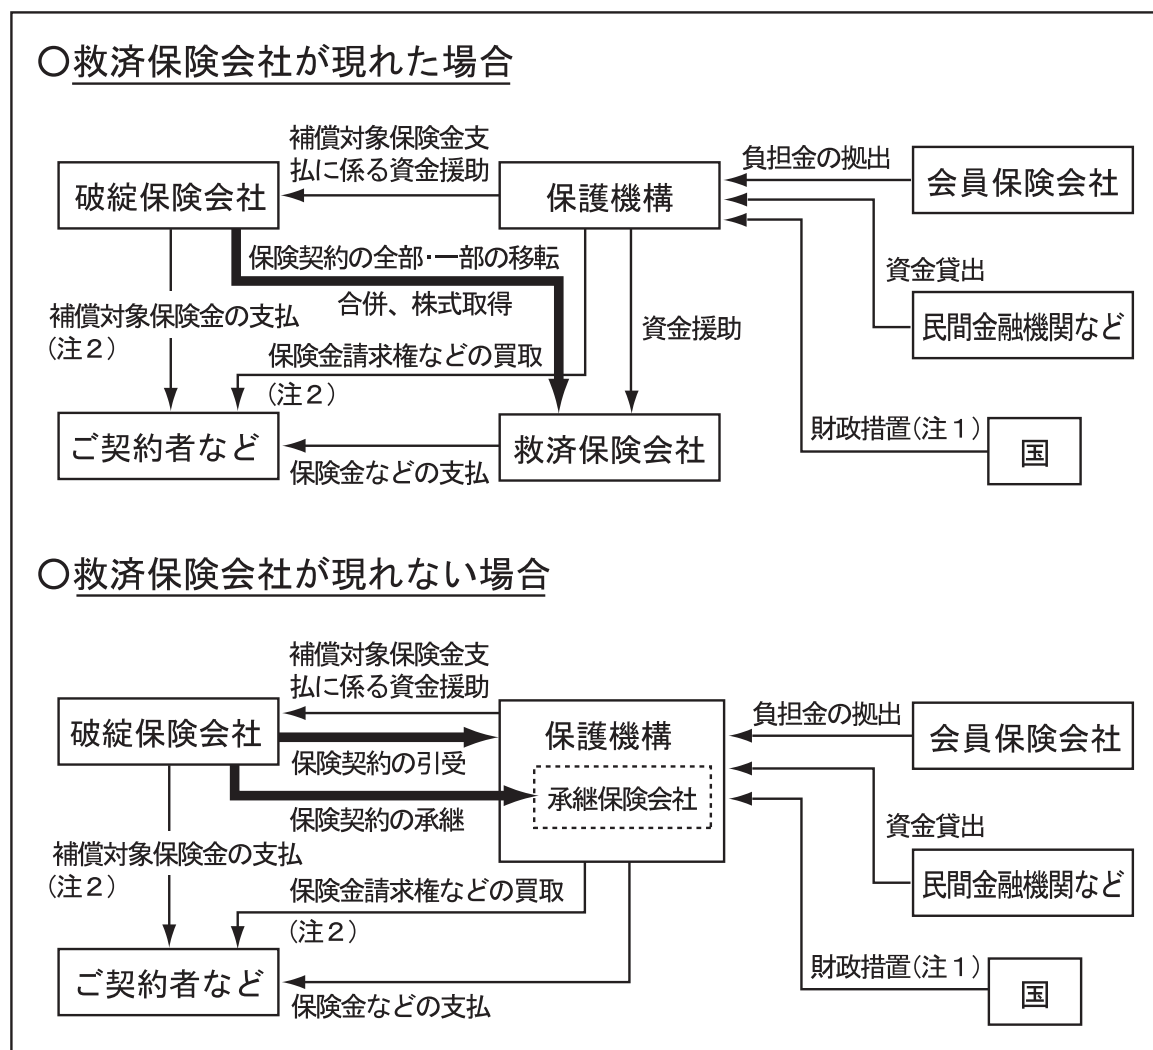 ○救済保険会社が現れた場合
補償対象保険金支
払に係る資金援助
負担金の拠出
会員保険会社
破綻保険会社
保護機構
保険契約の全部・一部の移転
資金貸出
合併、株式取得
民間金融機関など
補償対象保険金の支払
(注2)
資金援助
保険金請求権などの買取
(注2)
財政措置(注1)
国
ご契約者など
救済保険会社
保険金などの支払
○救済保険会社が現れない場合
補償対象保険金支
払に係る資金援助
負担金の拠出
会員保険会社
破綻保険会社
保護機構
保険契約の引受
承継保険会社
保険契約の承継
資金貸出
民間金融機関など
補償対象保険金の支払
(注2)
保険金請求権などの買取
(注2)
財政措置(注1)
国
ご契約者など
保険金などの支払